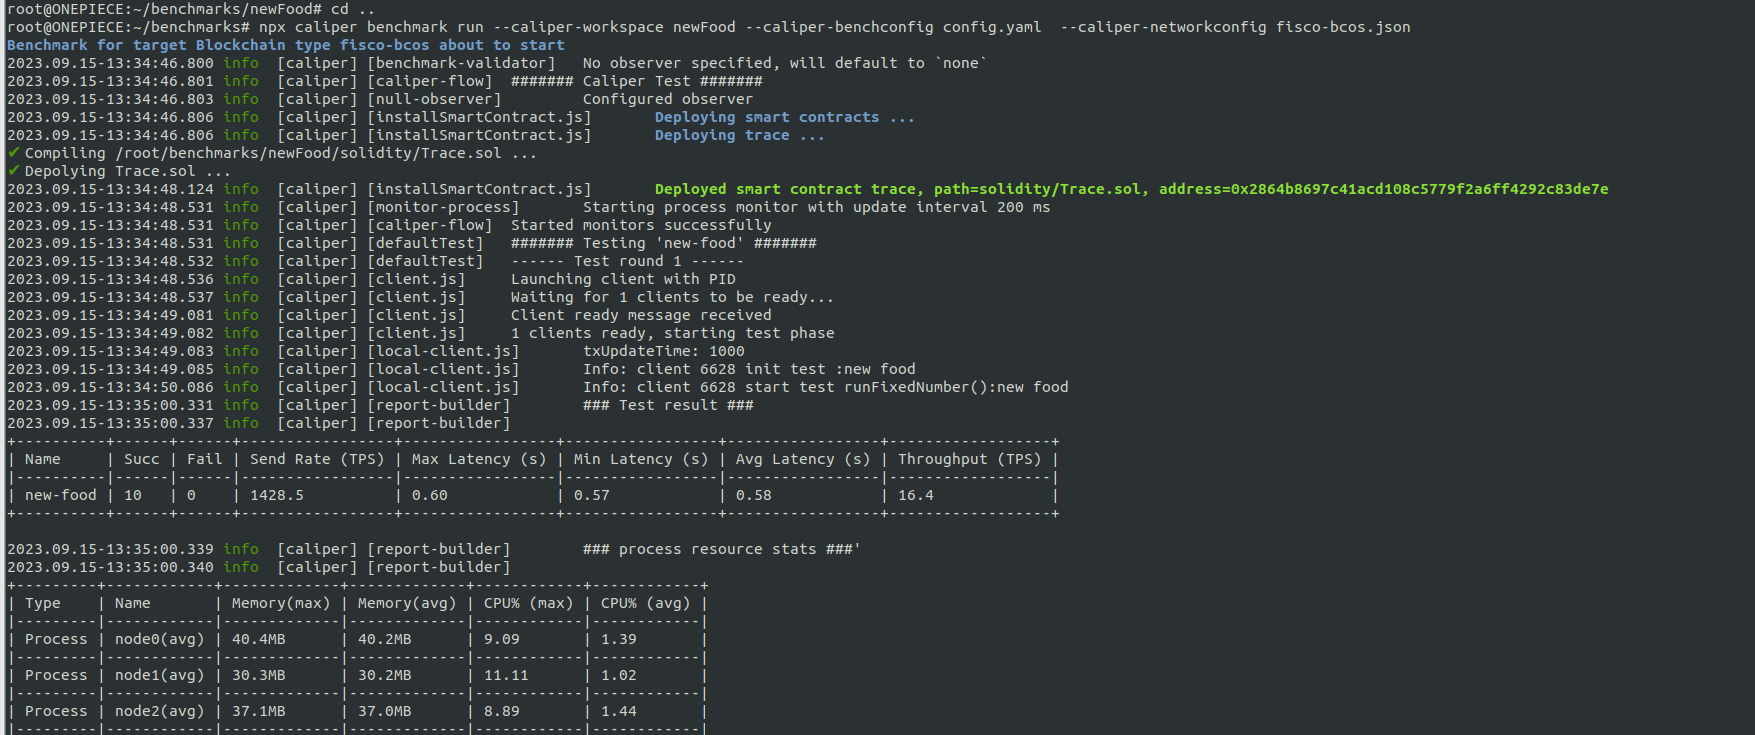 root@ONEPIECE:~/benchmarks/newFood# cd ..
root@ONEPIECE:~/benchmarks# npx caliper benchmark run --caliper-workspace newFood --caliper-benchconfig config.yaml  --caliper-networkconfig fisco-bcos.json
Benchmark for target Blockchain type fisco-bcos about to start
2023.09.15-13:34:46.800 info  [caliper] [benchmark-validator]   No observer specified, will default to `none`
2023.09.15-13:34:46.801 info  [caliper] [caliper-flow]  ####### Caliper Test #######
2023.09.15-13:34:46.803 info  [caliper] [null-observer]         Configured observer
2023.09.15-13:34:46.806 info  [caliper] [installSmartContract.js]       Deploying smart contracts ...
2023.09.15-13:34:46.806 info  [caliper] [installSmartContract.js]       Deploying trace ...
✔ Compiling /root/benchmarks/newFood/solidity/Trace.sol ...
✔ Depolying Trace.sol ...
2023.09.15-13:34:48.124 info  [caliper] [installSmartContract.js]       Deployed smart contract trace, path=solidity/Trace.sol, address=0x2864b8697c41acd108c5779f2a6ff4292c83de7e
2023.09.15-13:34:48.531 info  [caliper] [monitor-process]       Starting process monitor with update interval 200 ms
2023.09.15-13:34:48.531 info  [caliper] [caliper-flow]  Started monitors successfully
2023.09.15-13:34:48.531 info  [caliper] [defaultTest]   ####### Testing 'new-food' #######
2023.09.15-13:34:48.532 info  [caliper] [defaultTest]   ------ Test round 1 ------
2023.09.15-13:34:48.536 info  [caliper] [client.js]     Launching client with PID
2023.09.15-13:34:48.537 info  [caliper] [client.js]     Waiting for 1 clients to be ready...
2023.09.15-13:34:49.081 info  [caliper] [client.js]     Client ready message received
2023.09.15-13:34:49.082 info  [caliper] [client.js]     1 clients ready, starting test phase
2023.09.15-13:34:49.083 info  [caliper] [local-client.js]       txUpdateTime: 1000
2023.09.15-13:34:49.085 info  [caliper] [local-client.js]       Info: client 6628 init test :new food
2023.09.15-13:34:50.086 info  [caliper] [local-client.js]       Info: client 6628 start test runFixedNumber():new food
2023.09.15-13:35:00.331 info  [caliper] [report-builder]        ### Test result ###
2023.09.15-13:35:00.337 info  [caliper] [report-builder]
+----------+------+------+-----------------+-----------------+-----------------+-----------------+------------------+
| Name     | Succ | Fail | Send Rate (TPS) | Max Latency (s) | Min Latency (s) | Avg Latency (s) | Throughput (TPS) |
|----------|------|------|-----------------|-----------------|-----------------|-----------------|------------------|
| new-food | 10   | 0    | 1428.5          | 0.60            | 0.57            | 0.58            | 16.4             |
+----------+------+------+-----------------+-----------------+-----------------+-----------------+------------------+
2023.09.15-13:35:00.339 info  [caliper] [report-builder]        ### process resource stats ###'
2023.09.15-13:35:00.340 info  [caliper] [report-builder]
+---------+------------+-------------+-------------+------------+------------+
| Type    | Name       | Memory(max) | Memory(avg) | CPU% (max) | CPU% (avg) |
|---------|------------|-------------|-------------|------------|------------|
| Process | node0(avg) | 40.4MB      | 40.2MB      | 9.09       | 1.39       |
|---------|------------|-------------|-------------|------------|------------|
| Process | node1(avg) | 30.3MB      | 30.2MB      | 11.11      | 1.02       |
|---------|------------|-------------|-------------|------------|------------|
| Process | node2(avg) | 37.1MB      | 37.0MB      | 8.89       | 1.44       |
|---------|------------|-------------|-------------|------------|------------|